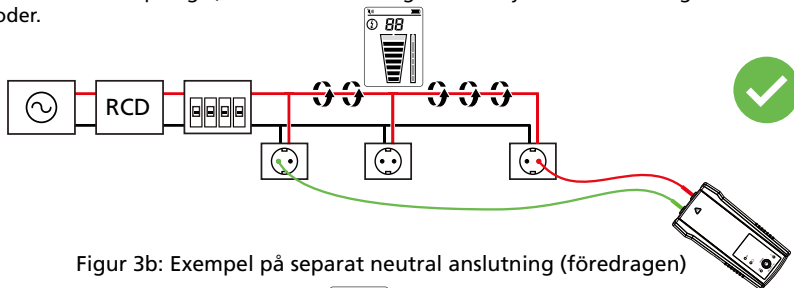 oder.
88
RCD
Figur 3b: Exempel på separat neutral anslutning (föredragen)